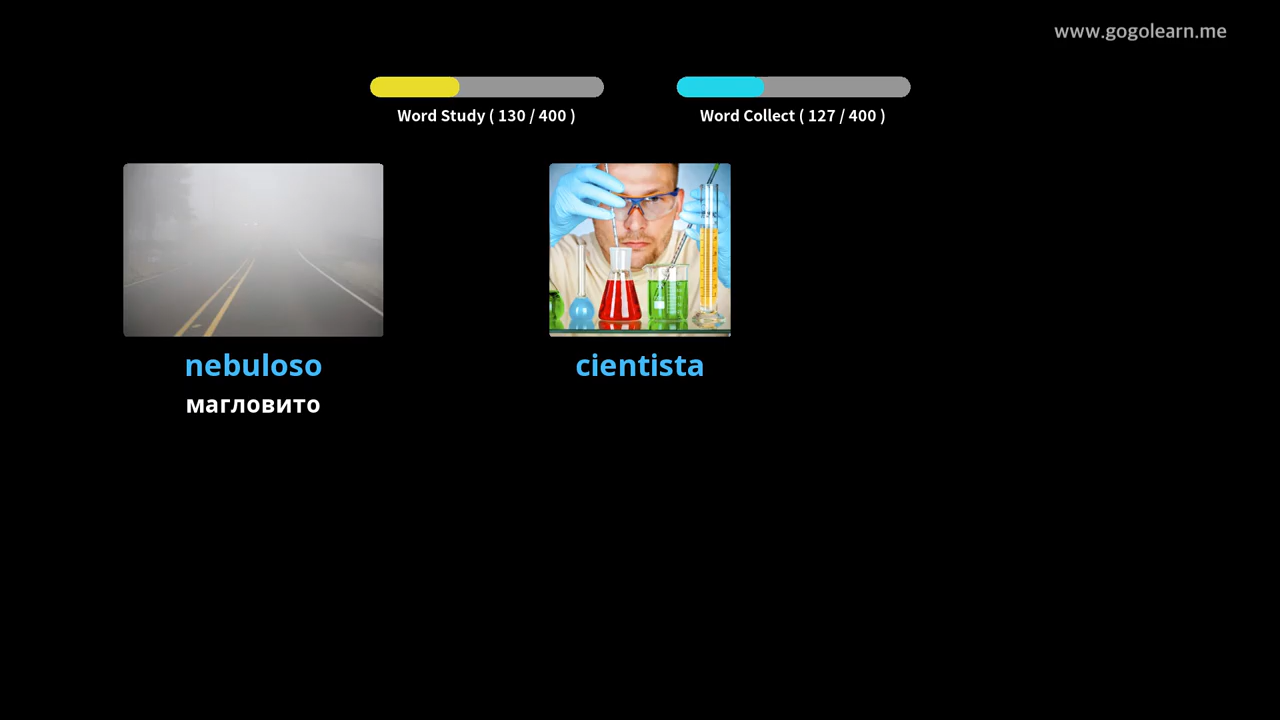 www.gogolearn.me
Word Study ( 130 / 400 )
Word Collect ( 127 / 400 )
nebuloso
cientista
магловито